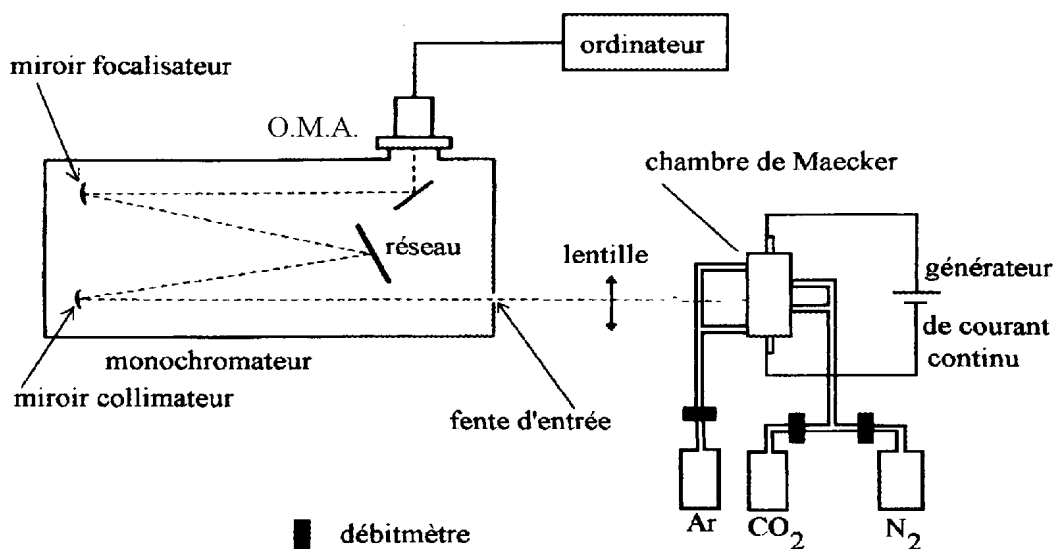 ordinateur
miroir focalisateur
O.M.A.
chambre de Maecker
réseau
lentille
générateur
de courant
continu
monochromateur
miroir collimateur
fente d'entrée
Ar
CO2
N2
débitmètre